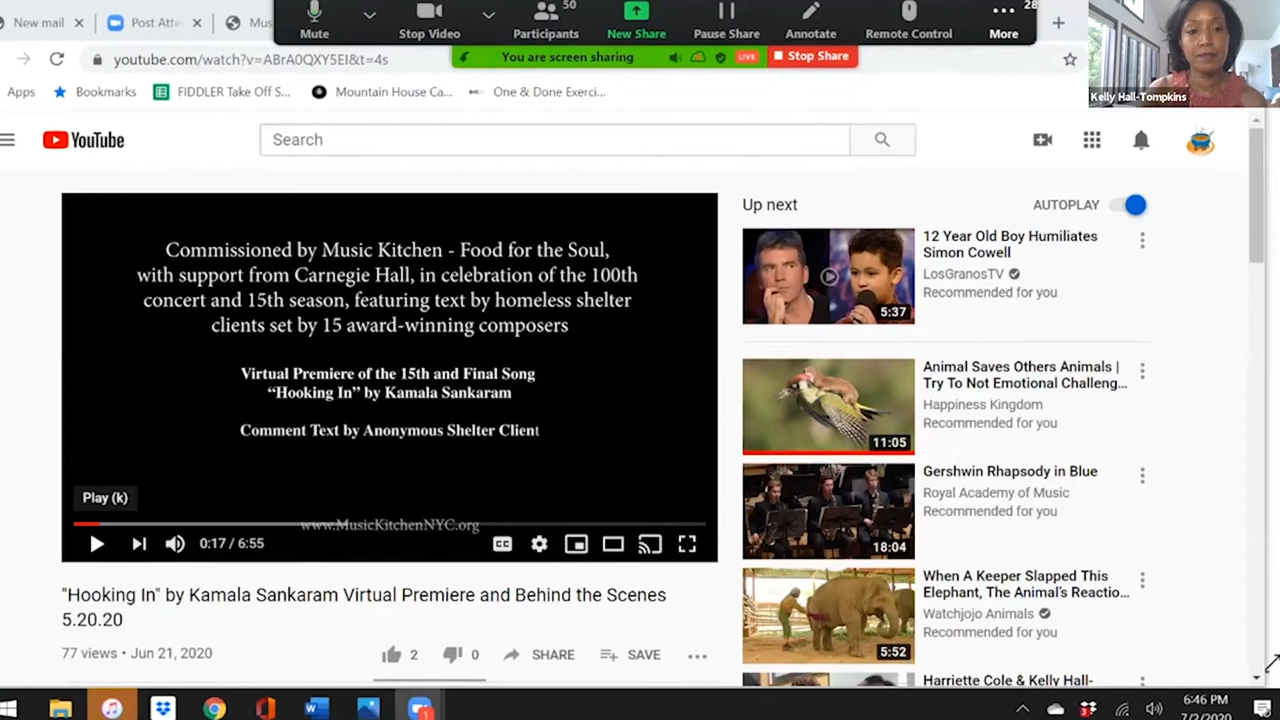 50
28
Mute
Stop Video
Participants
New Share
Pause Share
Annotate
Remote Control
More
New mail
Post Atte
Mus
You are screen sharing
LIVE
Stop Share
youtube.com/watch?v=ABrA0QXY5EI&t=4s
Kelly Hall-Tompkins
Apps
Bookmarks
FIDDLER Take Off S...
Mountain House Ca...
One & Done Exerci...
YouTube
Search
Commissioned by Music Kitchen - Food for the Soul,
with support from Carnegie Hall, in celebration of the 100th
concert and 15th season, featuring text by homeless shelter
clients set by 15 award-winning composers
Virtual Premiere of the 15th and Final Song
“Hooking In” by Kamala Sankaram
Comment Text by Anonymous Shelter Client
Play (k)
www.MusicKitchenNYC.org
0:17 / 6:55
CC
"Hooking In" by Kamala Sankaram Virtual Premiere and Behind the Scenes
5.20.20
77 views • Jun 21, 2020
2
0
SHARE
SAVE
Up next
AUTOPLAY
12 Year Old Boy Humiliates
Simon Cowell
LosGranosTV
Recommended for you
5:37
Animal Saves Others Animals |
Try To Not Emotional Challeng...
Happiness Kingdom
Recommended for you
11:05
Gershwin Rhapsody in Blue
Royal Academy of Music
Recommended for you
18:04
When A Keeper Slapped This
Elephant, The Animal’s Reactio...
Watchjojo Animals
Recommended for you
5:52
Harriette Cole & Kelly Hall-
6:46 PM
7/2/2020